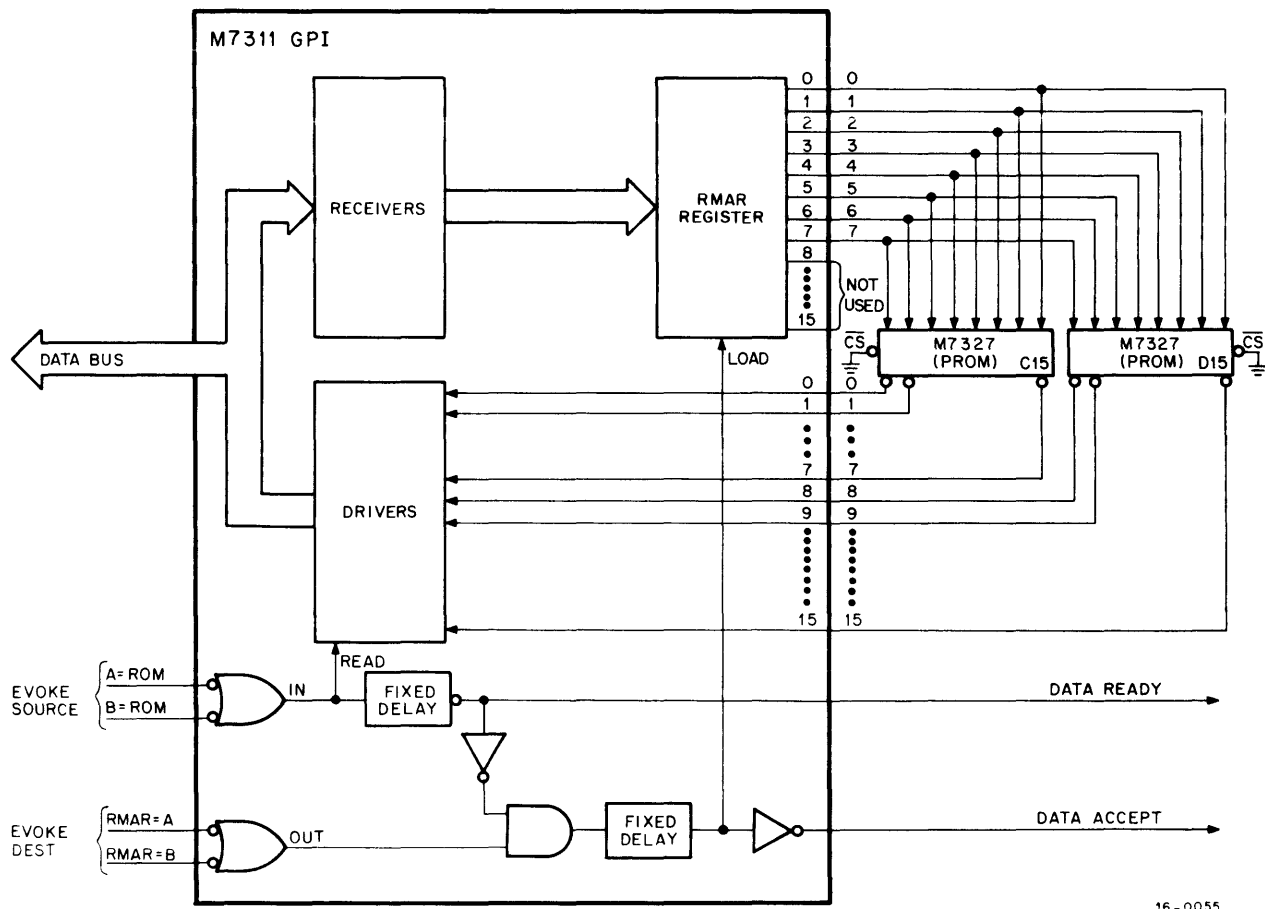 M7311 GPI
RECEIVERS
RMAR
REGISTER
0 0
1 1
2 2
3 3
4 4
5 5
6 6
7 7
8
15
NOT
USED
DATA BUS
LOAD
CS
M7327
(PROM) C15
M7327
(PROM) D15
CS
0 0
1 1
7 7
8 8
9 9
15 15
DRIVERS
READ
EVOKE
SOURCE
A=ROM
B=ROM
IN
FIXED
DELAY
DATA READY
EVOKE
DEST
RMAR=A
RMAR=B
OUT
FIXED
DELAY
DATA ACCEPT
16-0055